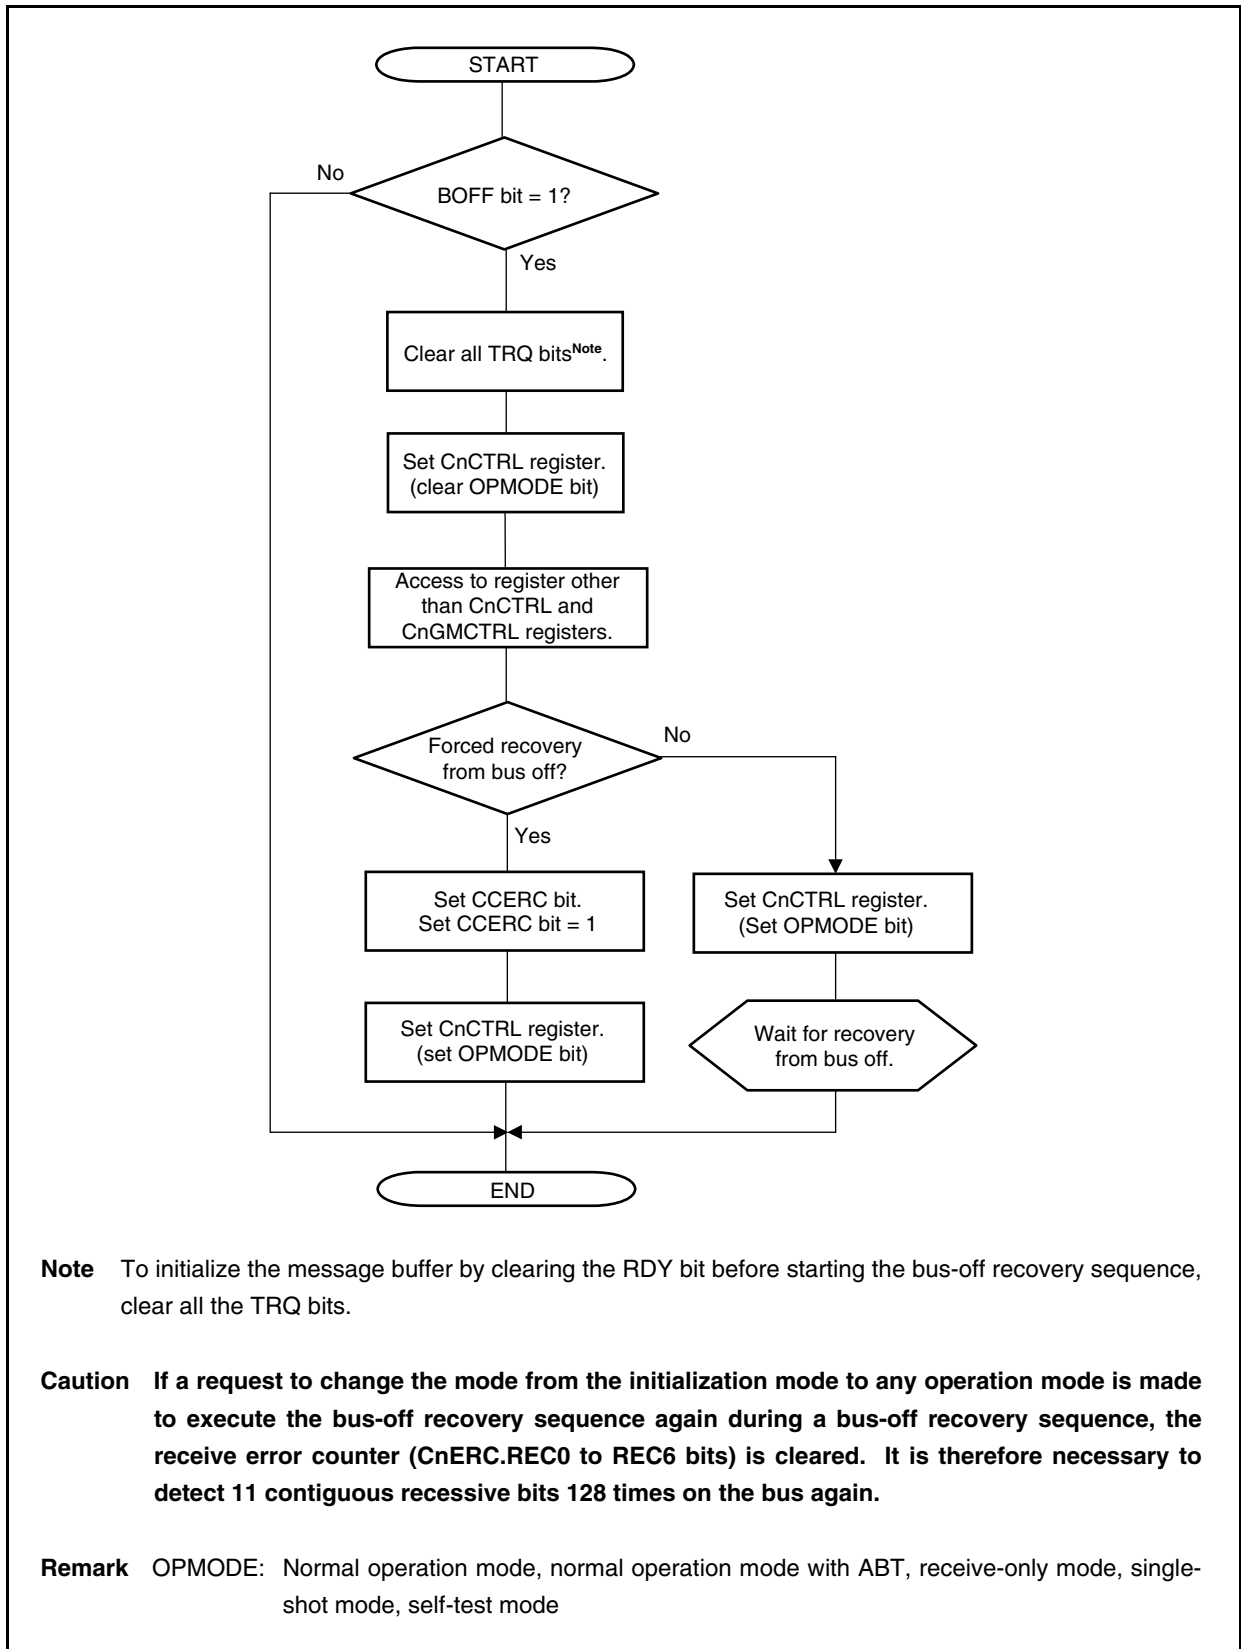 START
No
BOFF bit = 1?
Yes
Clear all TRQ bitsNote.
Set CnCTRL register.
(clear OPMODE bit)
Access to register other
than CnCTRL and
CnGMCTRL registers.
Forced recovery
from bus off?
No
Yes
Set CCERC bit.
Set CCERC bit = 1
Set CnCTRL register.
(Set OPMODE bit)
Set CnCTRL register.
(set OPMODE bit)
Wait for recovery
from bus off.
END
Note To initialize the message buffer by clearing the RDY bit before starting the bus-off recovery sequence,
clear all the TRQ bits.
Caution If a request to change the mode from the initialization mode to any operation mode is made
to execute the bus-off recovery sequence again during a bus-off recovery sequence, the
receive error counter (CnERC.REC0 to REC6 bits) is cleared. It is therefore necessary to
detect 11 contiguous recessive bits 128 times on the bus again.
Remark OPMODE: Normal operation mode, normal operation mode with ABT, receive-only mode, single-
shot mode, self-test mode